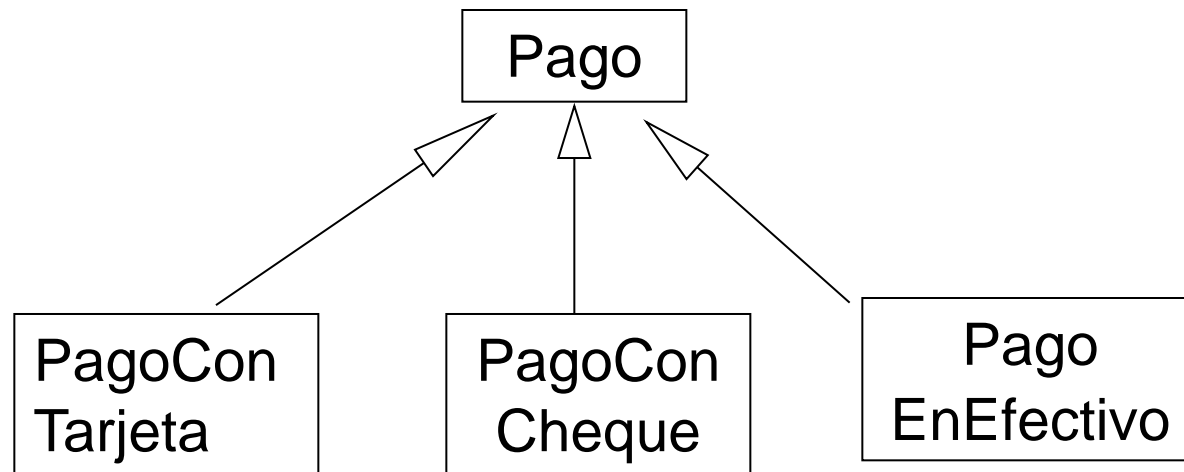 Pago
PagoCon
Tarjeta
PagoCon
Cheque
Pago
EnEfectivo